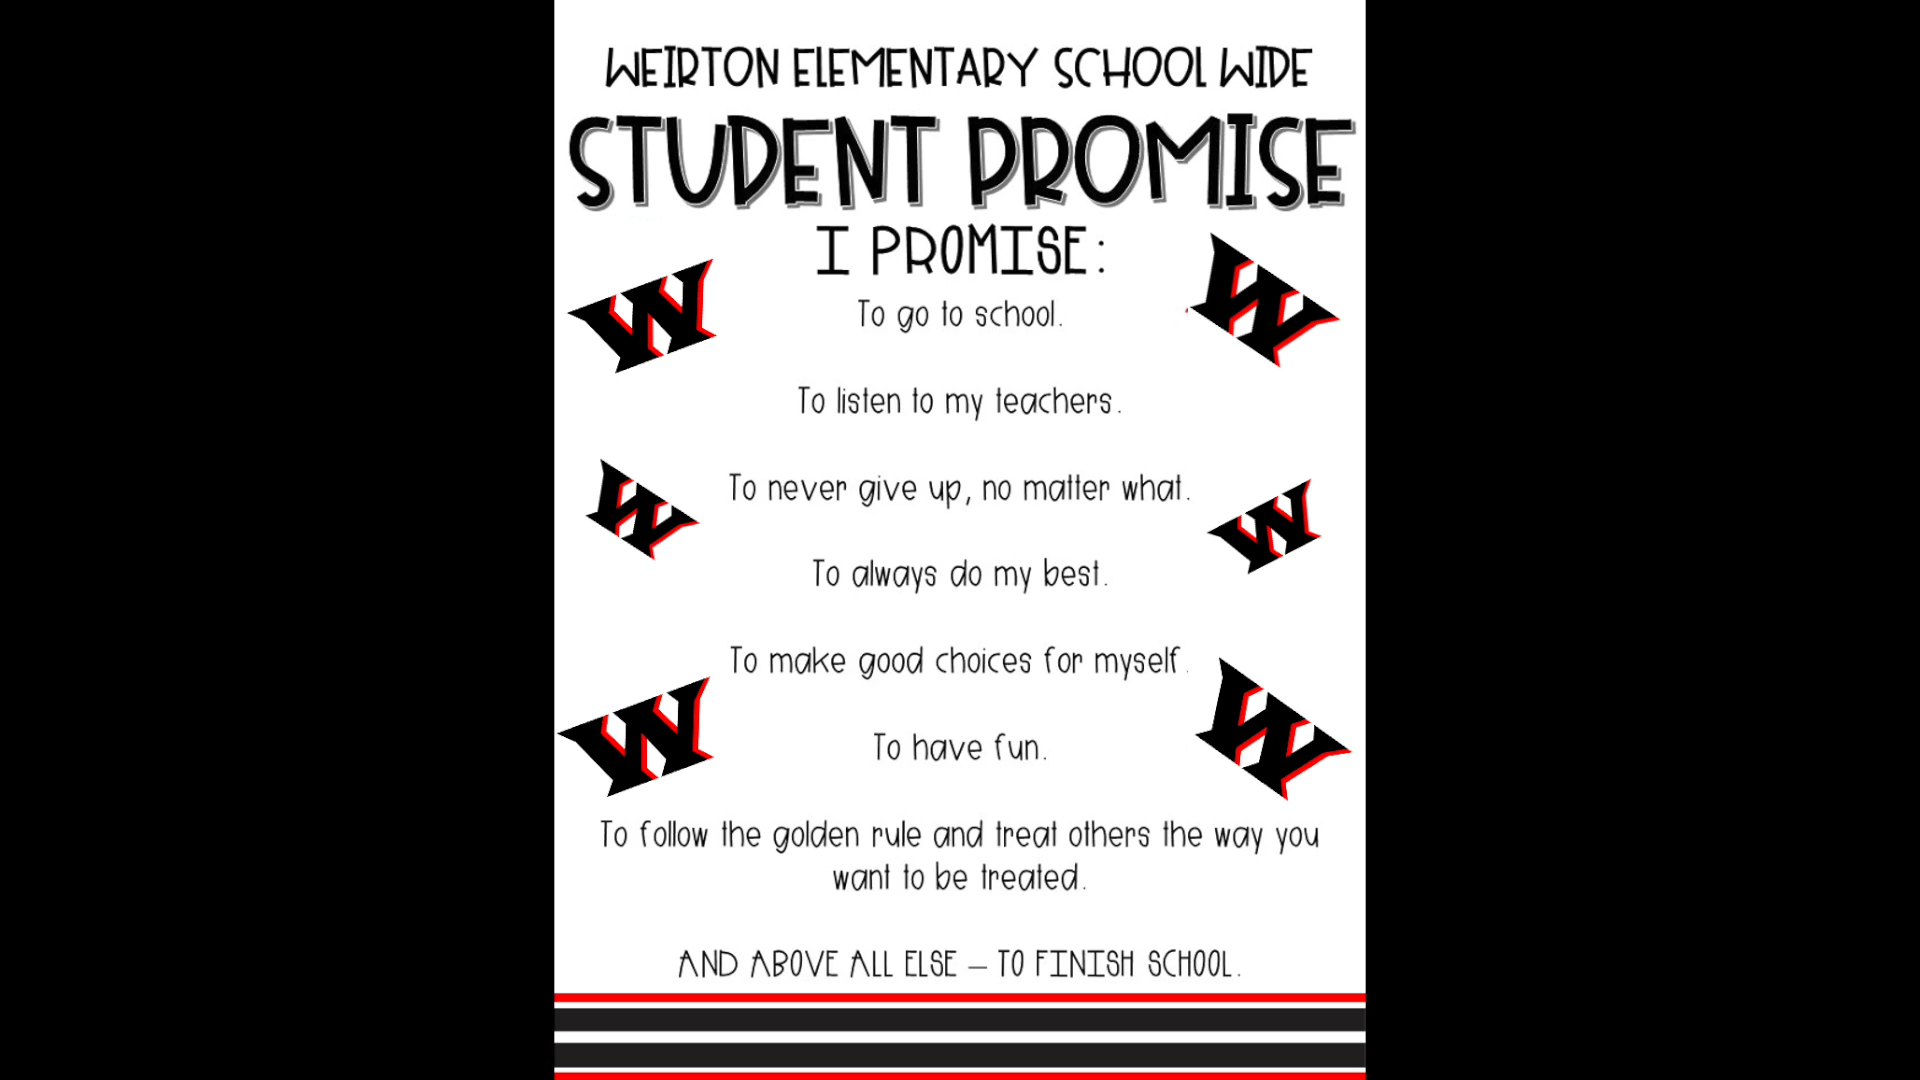 WEIRTON ELEMENTARY SCHOOL WIDE
STUDENT PROMISE
I PROMISE:
W
W
To go to school.
To listen to my teachers.
W
To never give up, no matter what.
W
To always do my best.
To make good choices for myself.
W
W
To have fun.
To follow the golden rule and treat others the way you
want to be treated.
AND ABOVE ALL ELSE – TO FINISH SCHOOL.